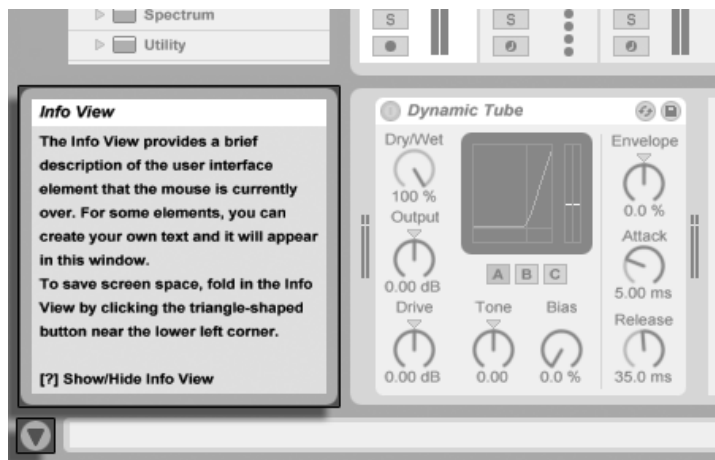 Spectrum
Utility
S
S
S
Info View
The Info View provides a brief
description of the user interface
element that the mouse is currently
over. For some elements, you can
create your own text and it will appear
in this window.
To save screen space, fold in the Info
View by clicking the triangle-shaped
button near the lower left corner.
[?] Show/Hide Info View
Dynamic Tube
Dry/Wet
100 %
Output
0.00 dB
Drive
0.00 dB
A B C
Tone
0.00
Bias
0.0 %
Envelope
0.0 %
Attack
5.00 ms
Release
35.0 ms